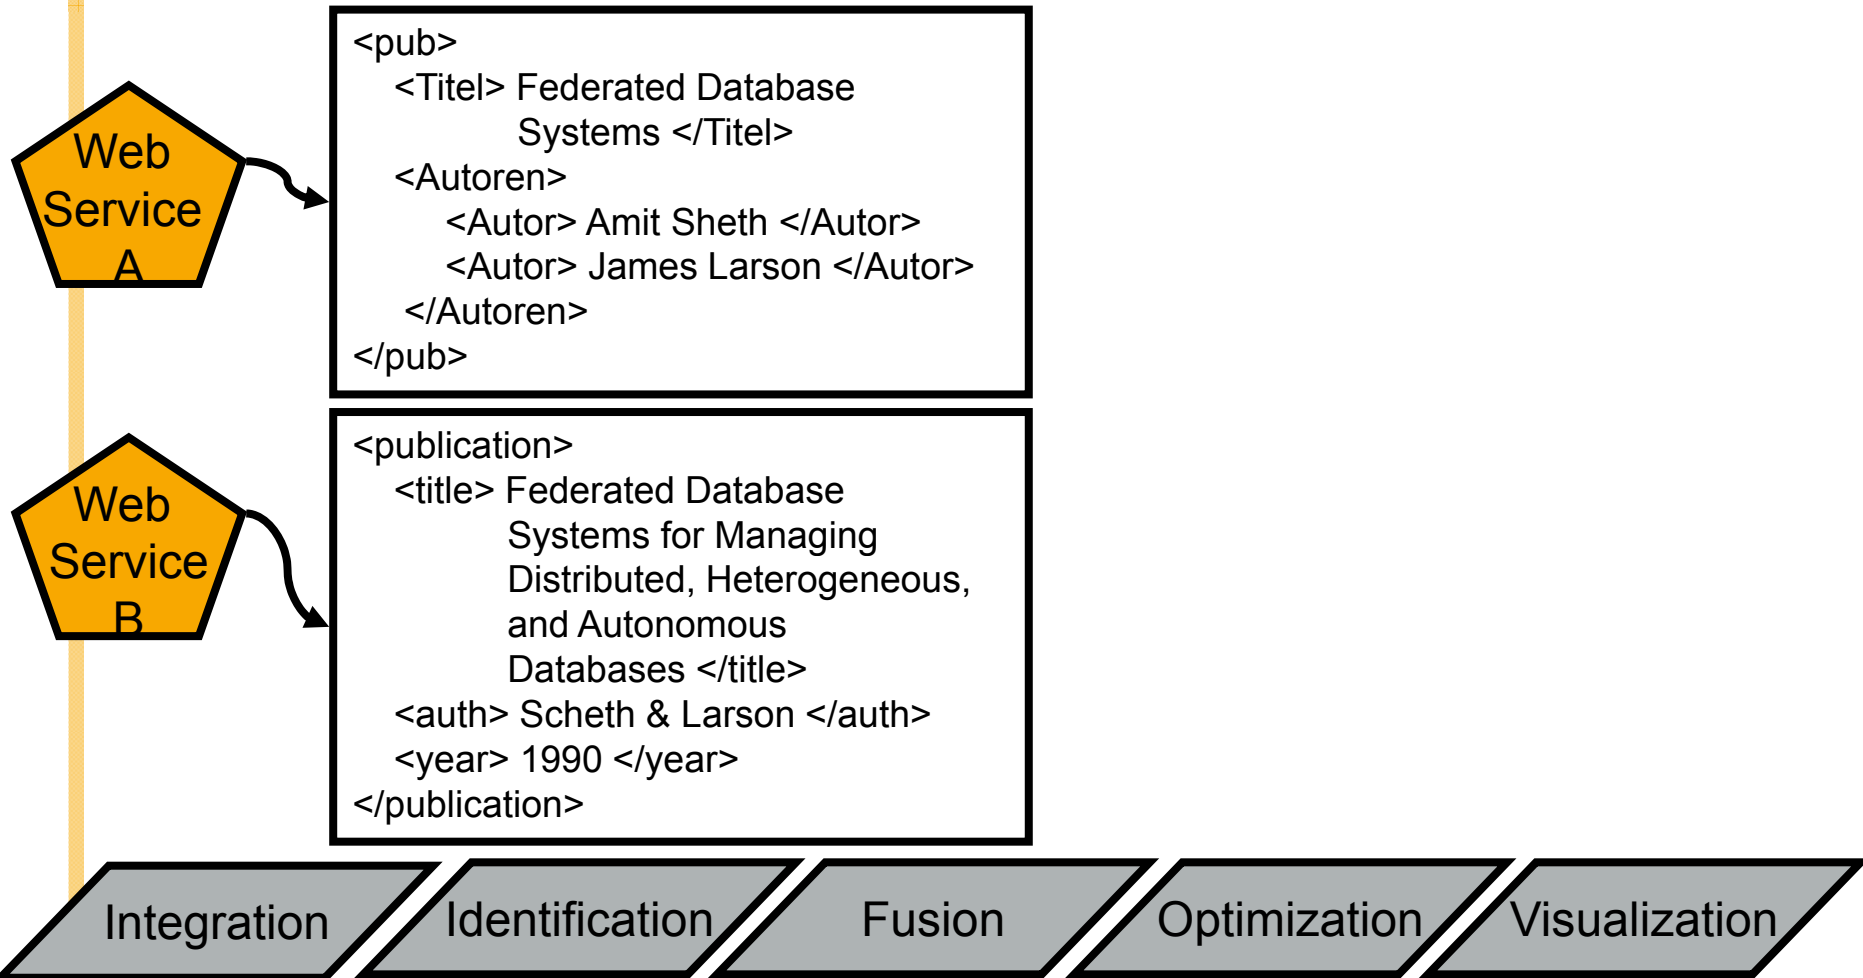 Web
Service
A
<pub>
<Titel> Federated Database
Systems </Titel>
<Autoren>
<Autor> Amit Sheth </Autor>
<Autor> James Larson </Autor>
</Autoren>
</pub>
Web
Service
B
<publication>
<title> Federated Database
Systems for Managing
Distributed, Heterogeneous,
and Autonomous
Databases </title>
<auth> Scheth & Larson </auth>
<year> 1990 </year>
</publication>
Integration
Identification
Fusion
Optimization
Visualization